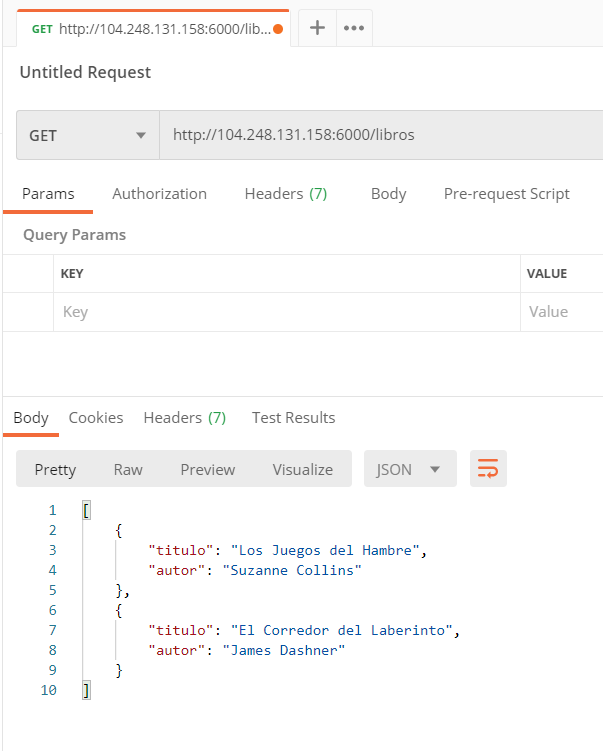 GET http://104.248.131.158:6000/lib...
Untitled Request
GET http://104.248.131.158:6000/libros
Params Authorization Headers (7) Body Pre-request Script
Query Params
KEY VALUE
Key Value
Body Cookies Headers (7) Test Results
Pretty Raw Preview Visualize JSON
1 [
2 {
3 "titulo": "Los Juegos del Hambre",
4 "autor": "Suzanne Collins"
5 },
6 {
7 "titulo": "El Corredor del Laberinto",
8 "autor": "James Dashner"
9 }
10 ]